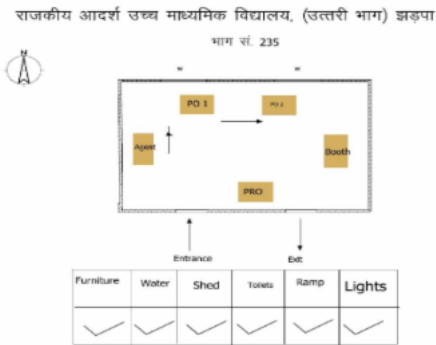 राजकीय आदर्श उच्च माध्यमिक विद्यालय, (उत्तरी भाग) झड़पा
भाग सं. 235
N
W W
PO 1 PO 2
Agent Booth
PRO
Entrance Exit
Furniture Water Shed Toilets Ramp Lights